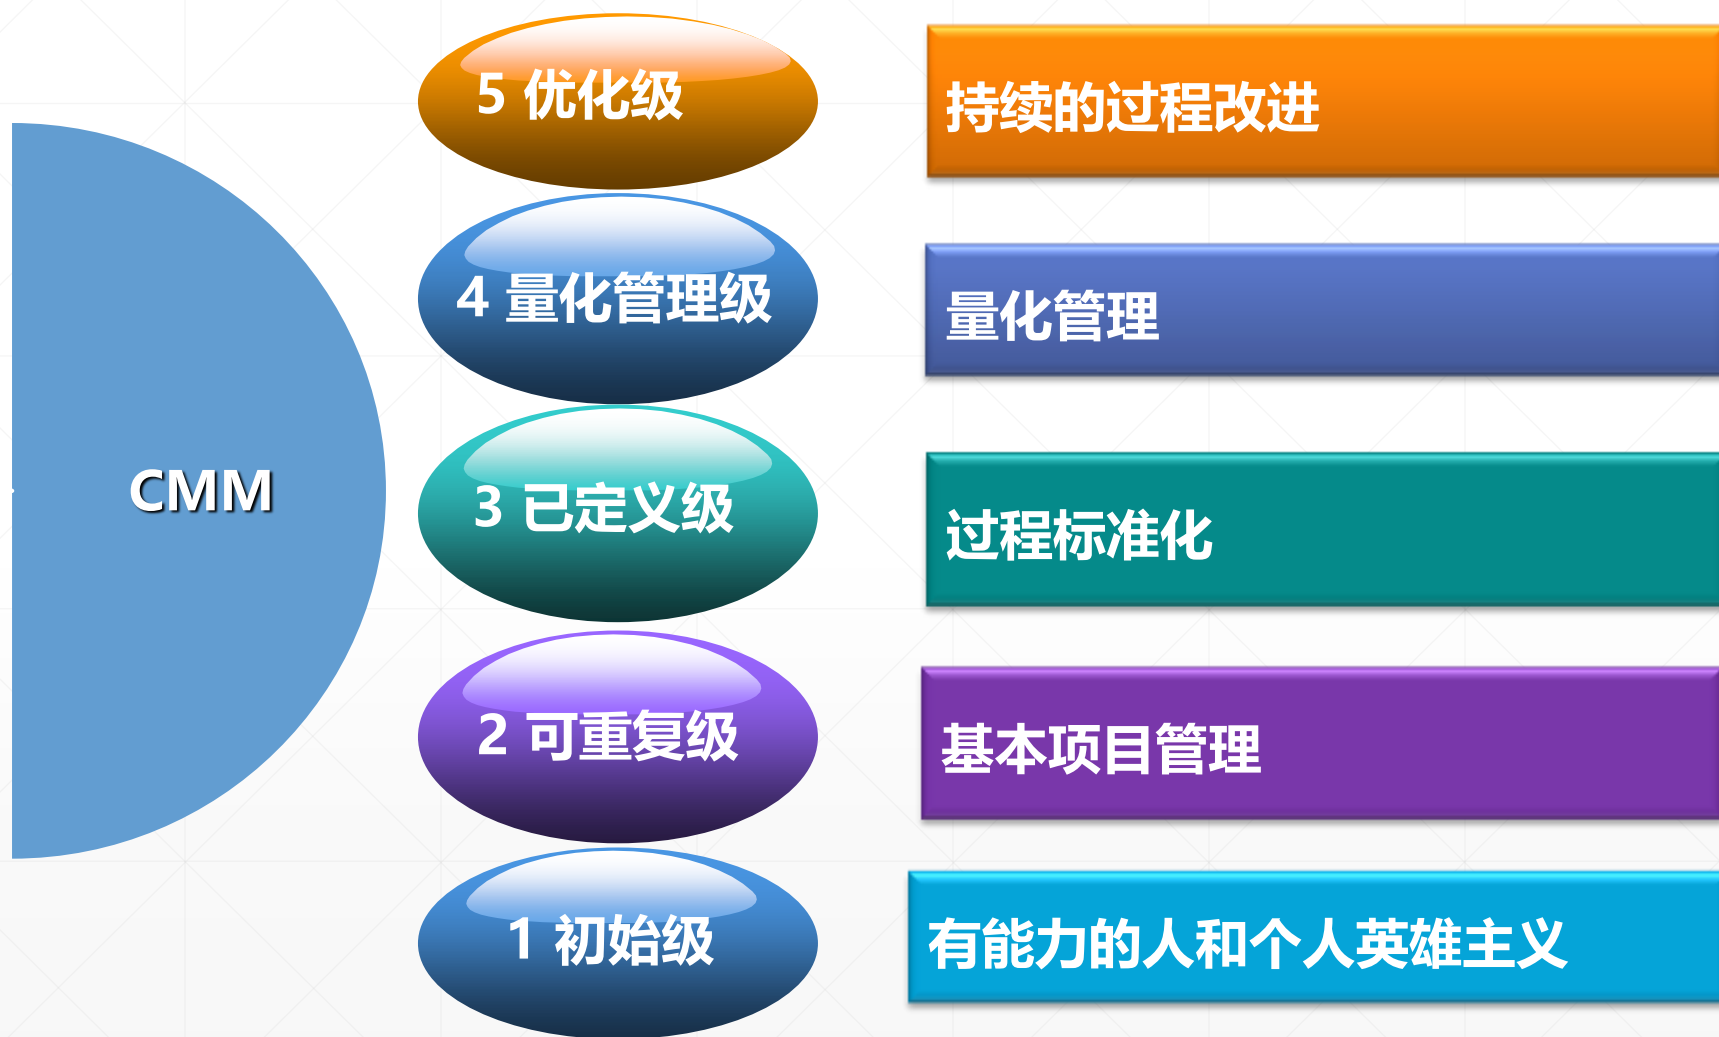 5 优化级
持续的过程改进
4 量化管理级
量化管理
CMM
3 已定义级
过程标准化
2 可重复级
基本项目管理
1 初始级
有能力的人和个人英雄主义